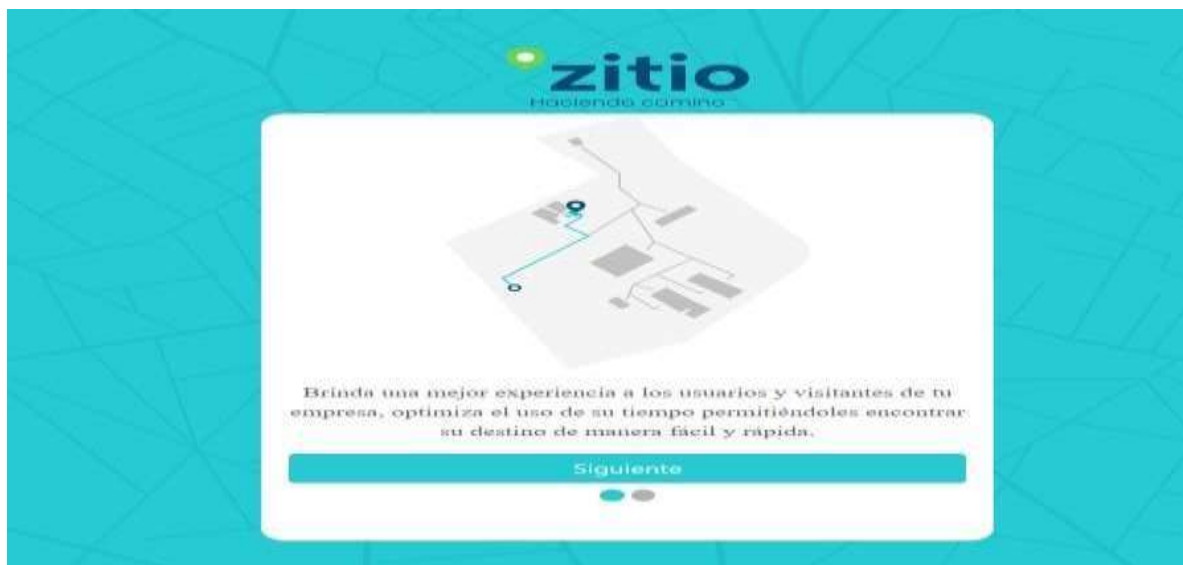 zitio
Haciendo camino
Brinda una mejor experiencia a los usuarios y visitantes de tu
empresa, optimiza el uso de su tiempo permitiéndoles encontrar
su destino de manera fácil y rápida.
Siguiente